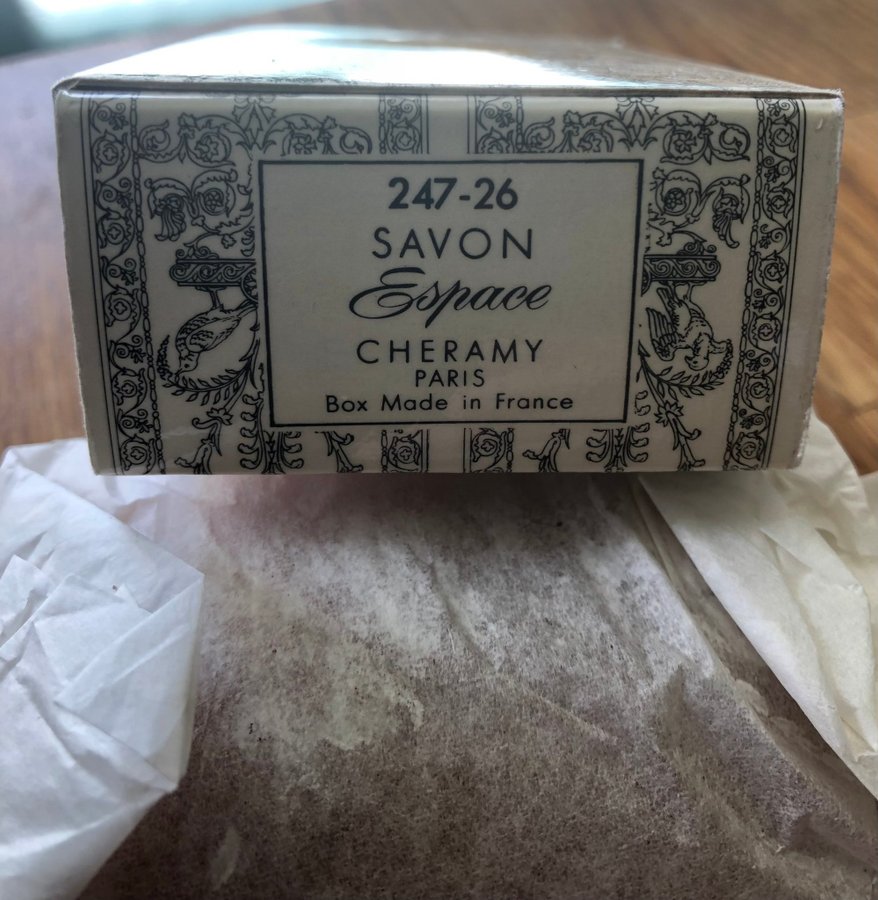 247-26
SAVON
Espace
CHERAMY
PARIS
Box Made in France